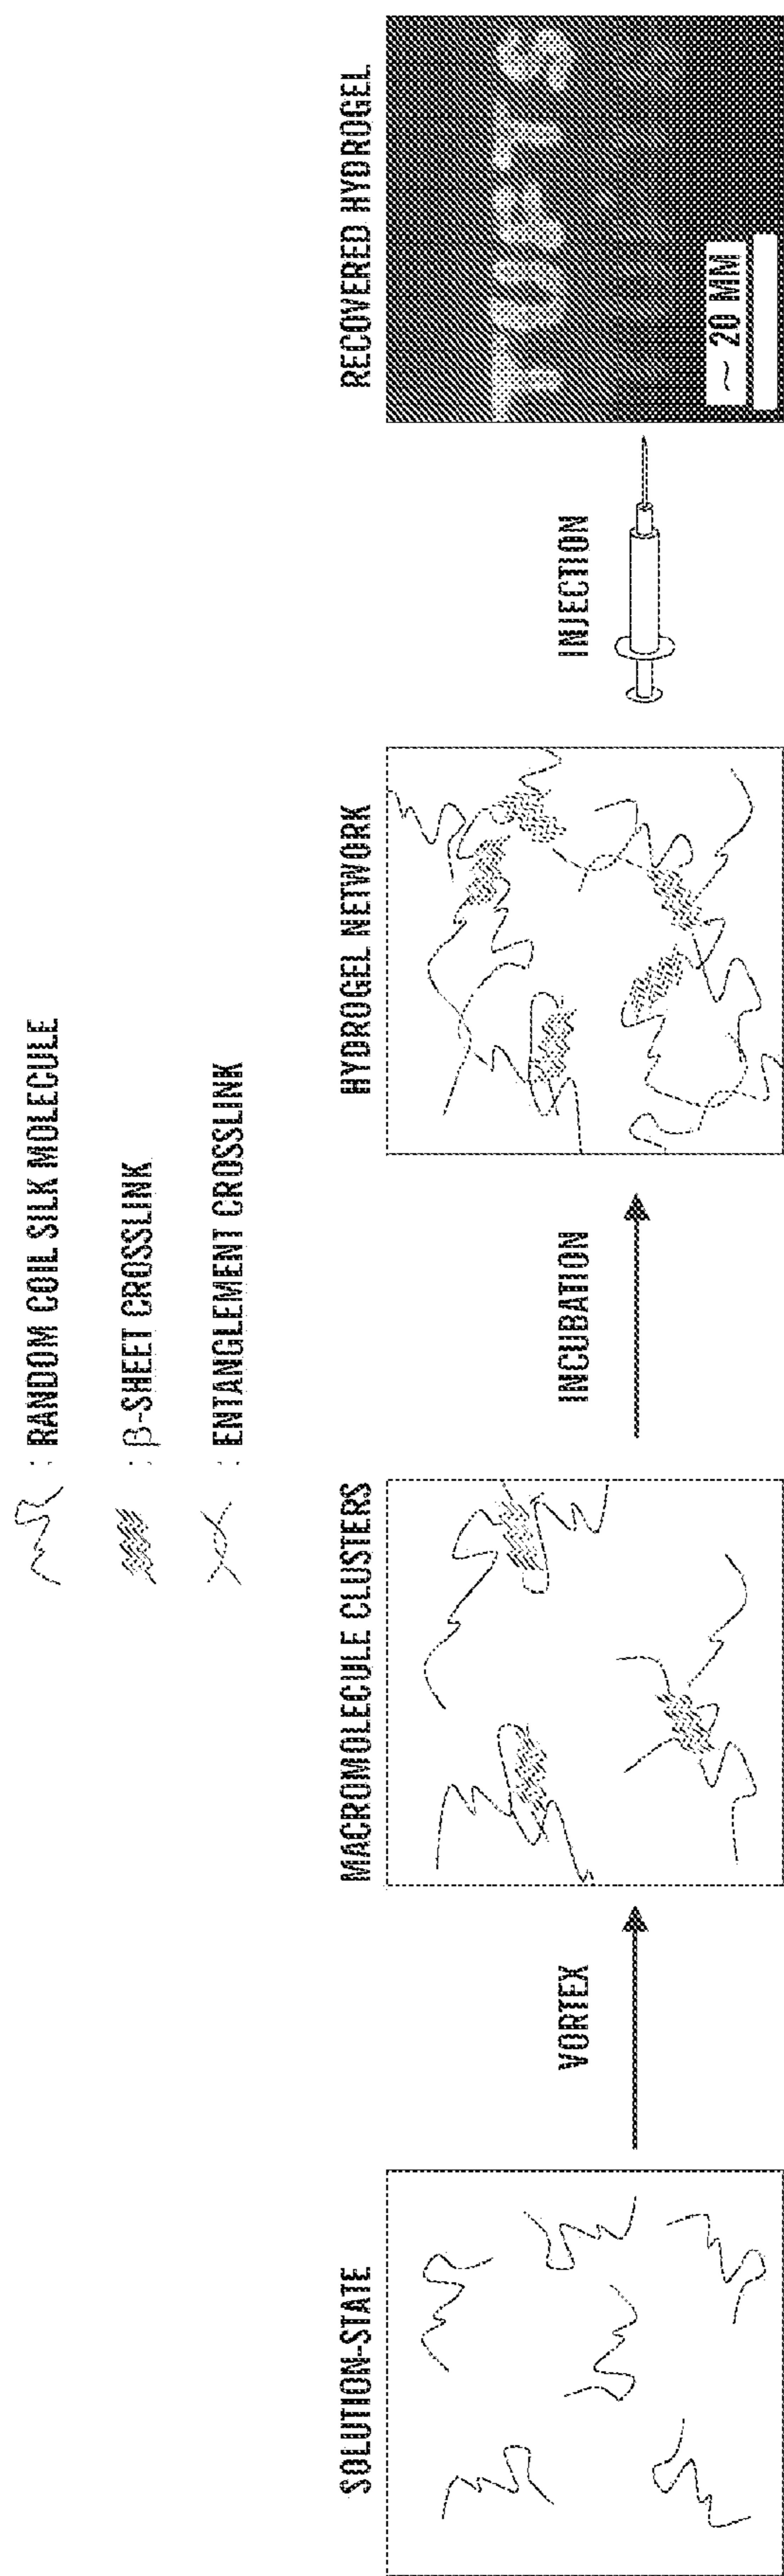 : RANDOM COIL SILK MOLECULE
: β-SHEET CROSSLINK
: ENTANGLEMENT CROSSLINK
SOLUTION-STATE
VORTEX
MACROMOLECULE CLUSTERS
INCUBATION
HYDROGEL NETWORK
INJECTION
RECOVERED HYDROGEL
TUFTS
~ 20 MM